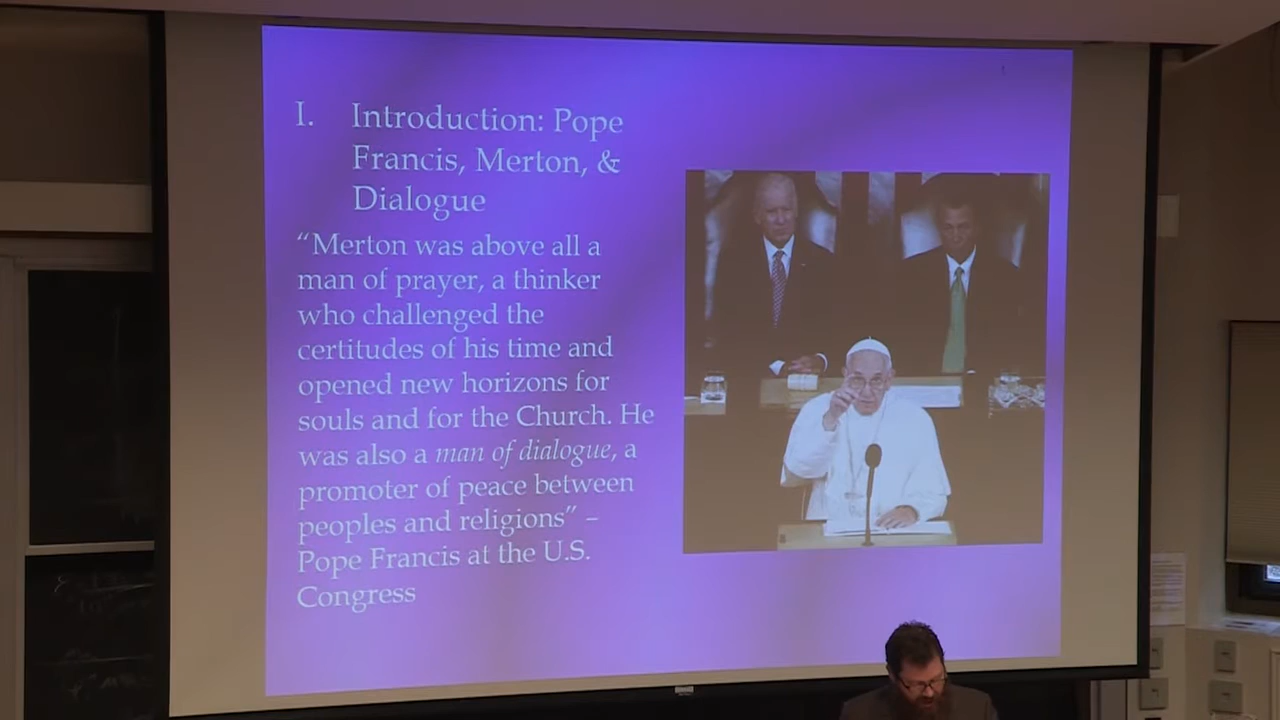 I. Introduction: Pope
Francis, Merton, &
Dialogue
“Merton was above all a
man of prayer, a thinker
who challenged the
certitudes of his time and
opened new horizons for
souls and for the Church. He
was also a man of dialogue, a
promoter of peace between
peoples and religions” –
Pope Francis at the U.S.
Congress